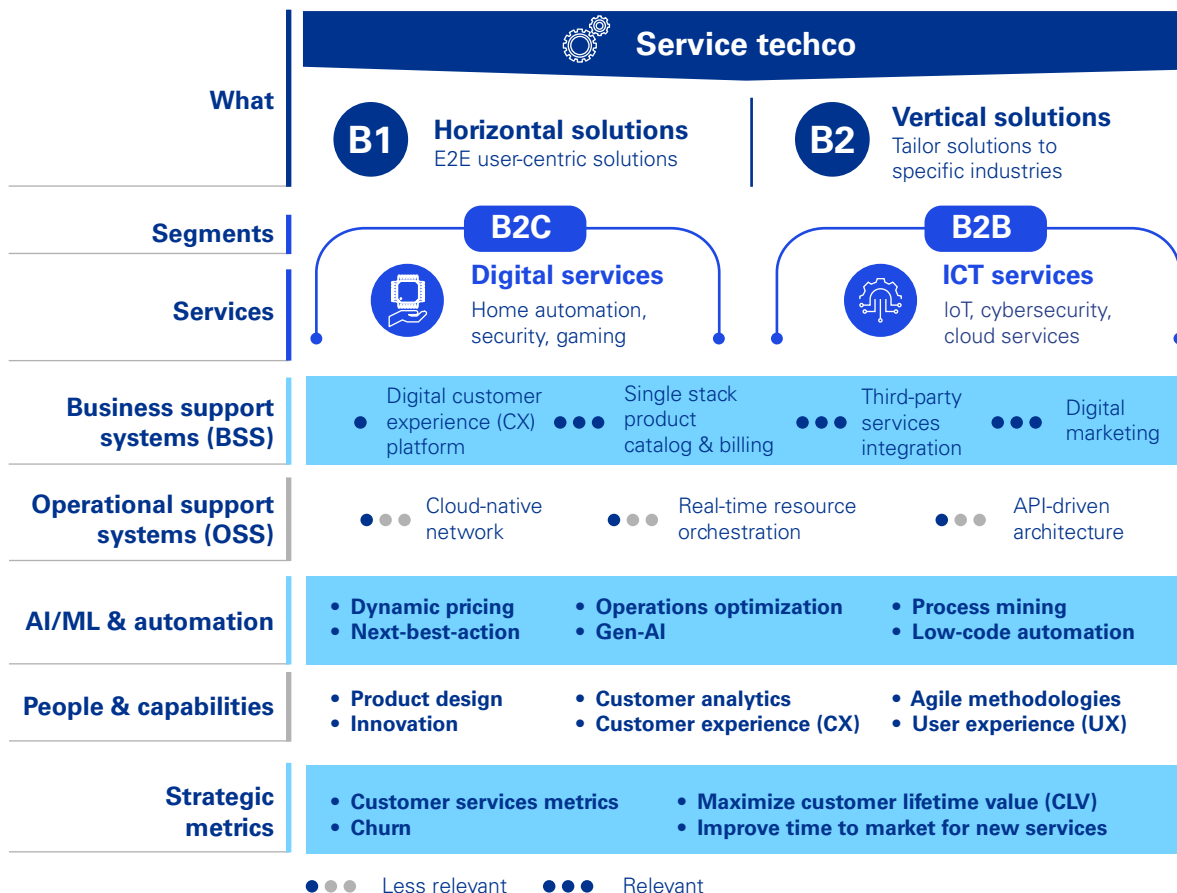 Service techco
What
B1
Horizontal solutions
E2E user-centric solutions
B2
Vertical solutions
Tailor solutions to
specific industries
Segments
B2C
B2B
Services
Digital services
Home automation,
security, gaming
ICT services
IoT, cybersecurity,
cloud services
Business support
systems (BSS)
Digital customer
experience (CX)
platform
Single stack
product
catalog & billing
Third-party
services
integration
Digital
marketing
Operational support
systems (OSS)
Cloud-native
network
Real-time resource
orchestration
API-driven
architecture
AI/ML & automation
• Dynamic pricing
• Next-best-action
• Operations optimization
• Gen-AI
• Process mining
• Low-code automation
People & capabilities
• Product design
• Innovation
• Customer analytics
• Customer experience (CX)
• Agile methodologies
• User experience (UX)
Strategic
metrics
• Customer services metrics
• Churn
• Maximize customer lifetime value (CLV)
• Improve time to market for new services
Less relevant
Relevant